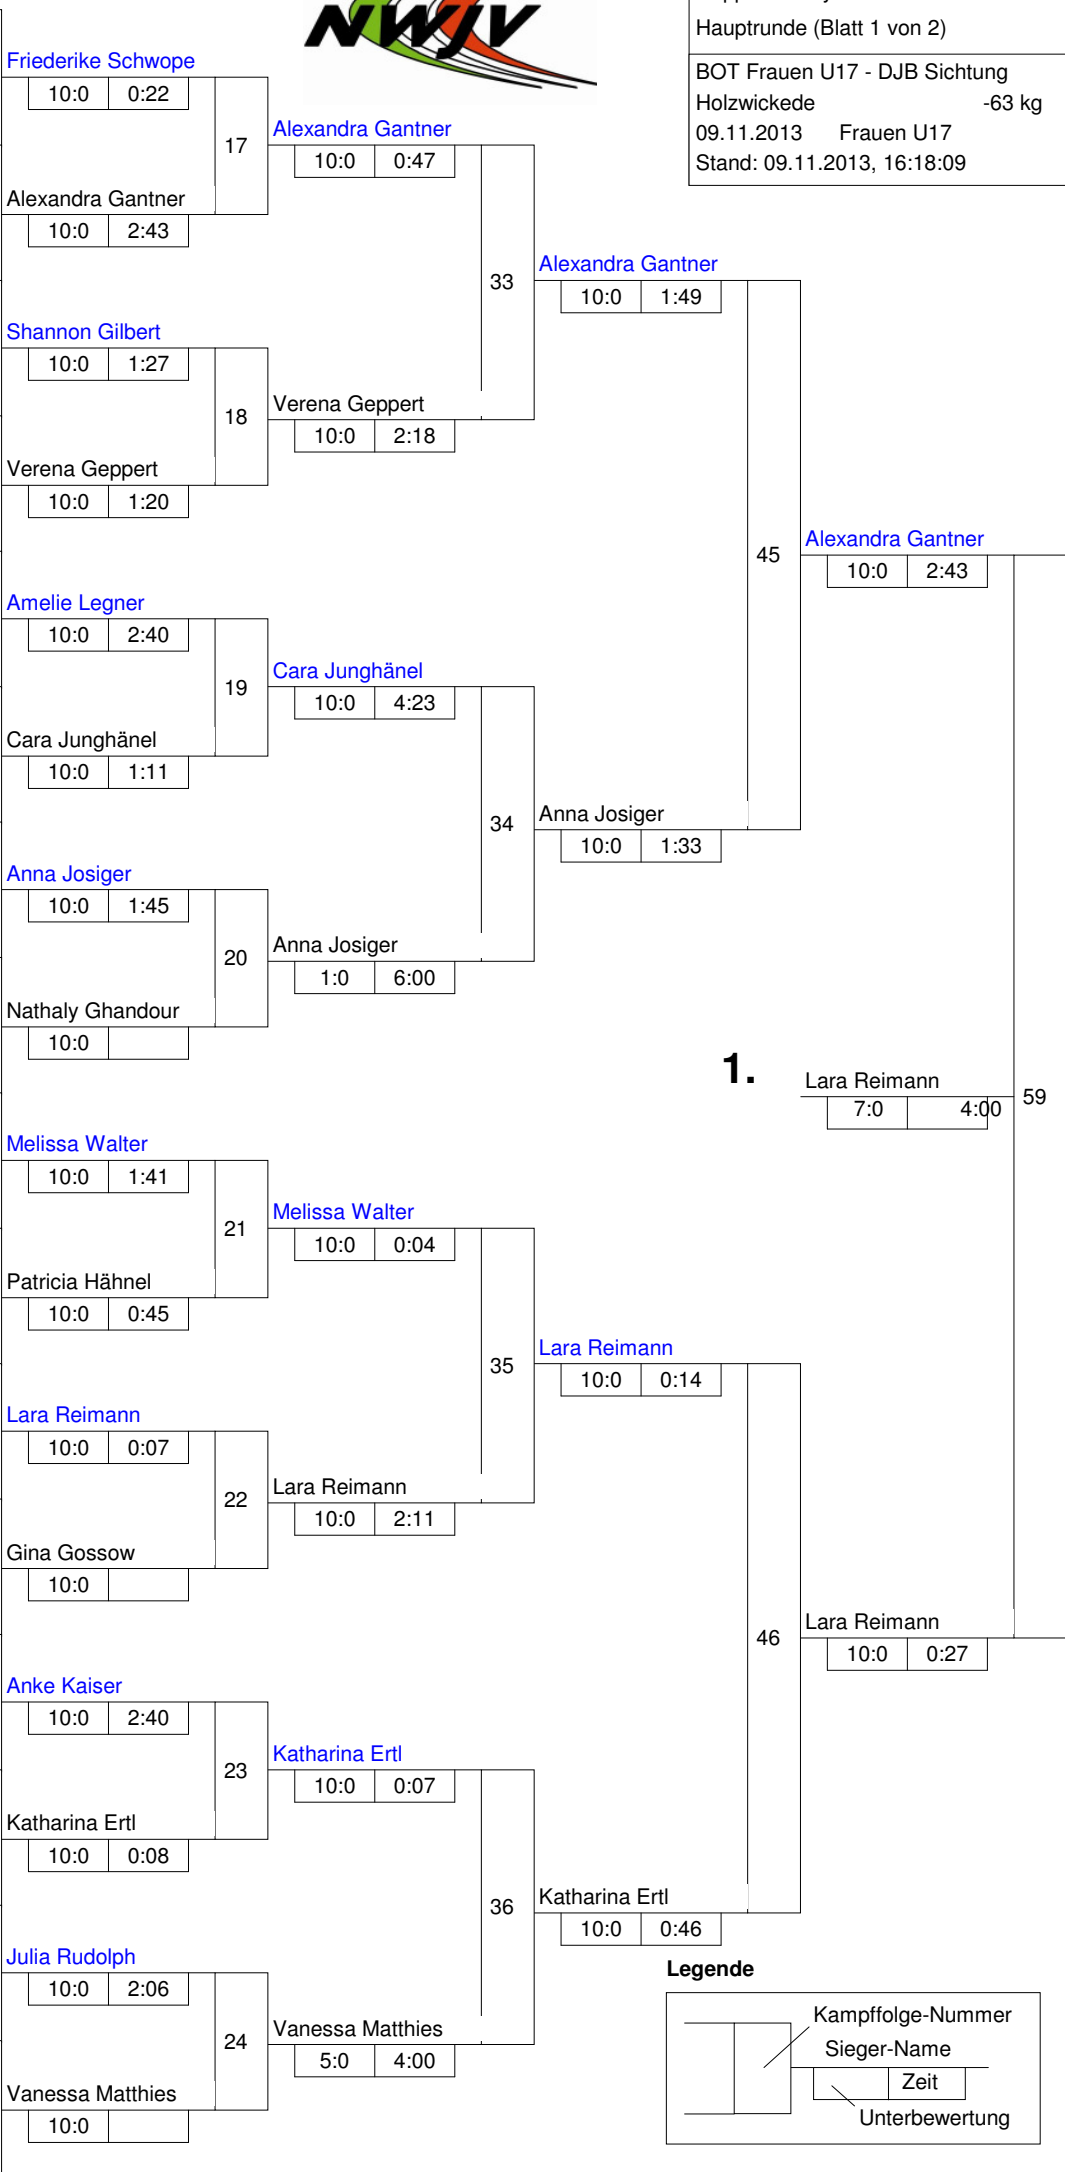 NWJV
Hauptrunde (Blatt 1 von 2)
BOT Frauen U17 - DJB Sichtung
Holzwickede -63 kg
09.11.2013 Frauen U17
Stand: 09.11.2013, 16:18:09
Friederike Schwope
10:0 0:22
17
Alexandra Gantner
10:0 2:43
Shannon Gilbert
10:0 1:27
18
Verena Geppert
10:0 1:20
Amelie Legner
10:0 2:40
19
Cara Junghänel
10:0 1:11
Anna Josiger
10:0 1:45
20
Nathaly Ghandour
10:0
Melissa Walter
10:0 1:41
21
Patricia Hähnel
10:0 0:45
Lara Reimann
10:0 0:07
22
Gina Gossow
10:0
Anke Kaiser
10:0 2:40
23
Katharina Ertl
10:0 0:08
Julia Rudolph
10:0 2:06
24
Vanessa Matthies
10:0
Alexandra Gantner
10:0 0:47
33
Verena Geppert
10:0 2:18
Cara Junghänel
10:0 4:23
34
Anna Josiger
1:0 6:00
Melissa Walter
10:0 0:04
35
Lara Reimann
10:0 2:11
Katharina Ertl
10:0 0:07
36
Vanessa Matthies
5:0 4:00
Alexandra Gantner
10:0 1:49
45
Anna Josiger
10:0 1:33
Lara Reimann
10:0 0:14
46
Katharina Ertl
10:0 0:46
Alexandra Gantner
10:0 2:43
1.
Lara Reimann
7:0 4:00
59
Lara Reimann
10:0 0:27
Legende
Kampffolge-Nummer
Sieger-Name
Zeit
Unterbewertung